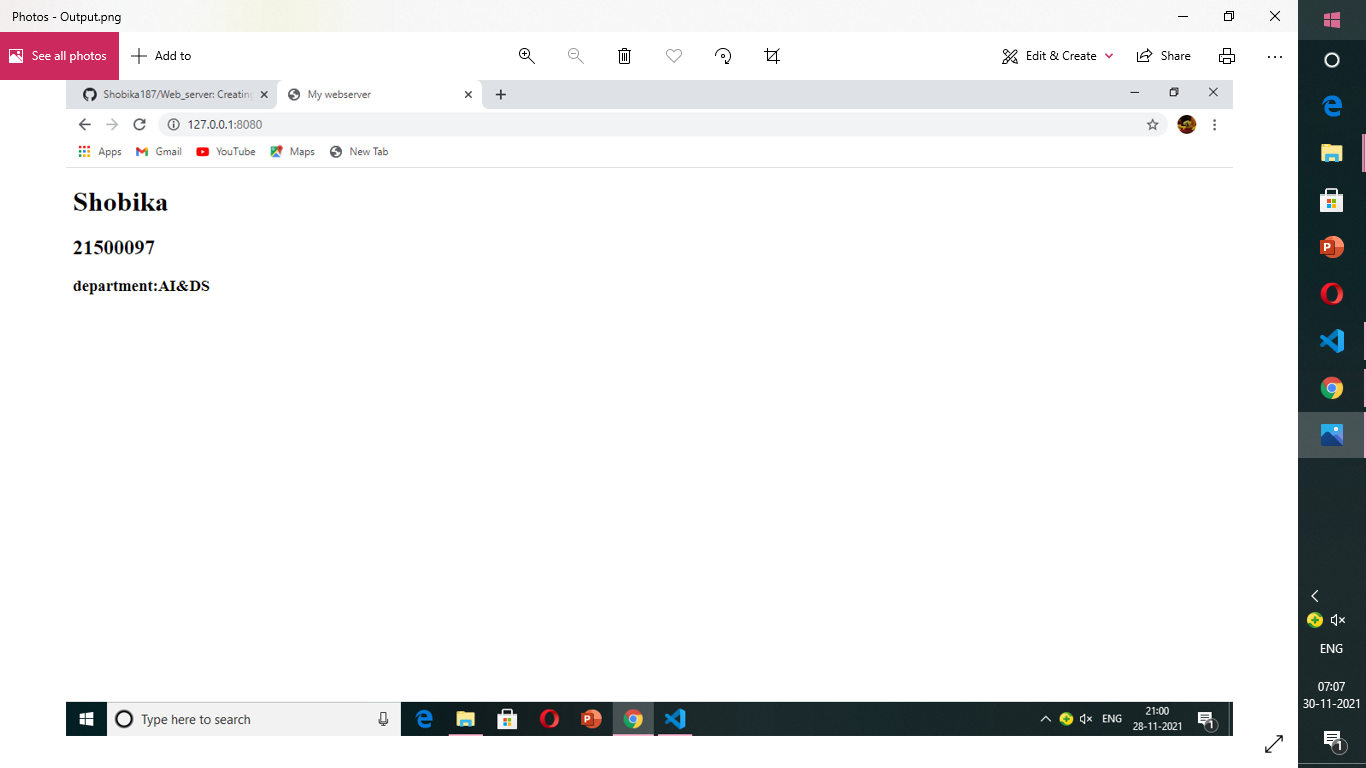 Photos - Output.png
See all photos
Add to
Edit & Create
Share
Shobika187/Web_server: Creatin
My webserver
127.0.0.1:8080
Apps
Gmail
YouTube
Maps
New Tab
Shobika
21500097
department:AI&DS
Type here to search
ENG
21:00
28-11-2021
1
ENG
07:07
30-11-2021
1